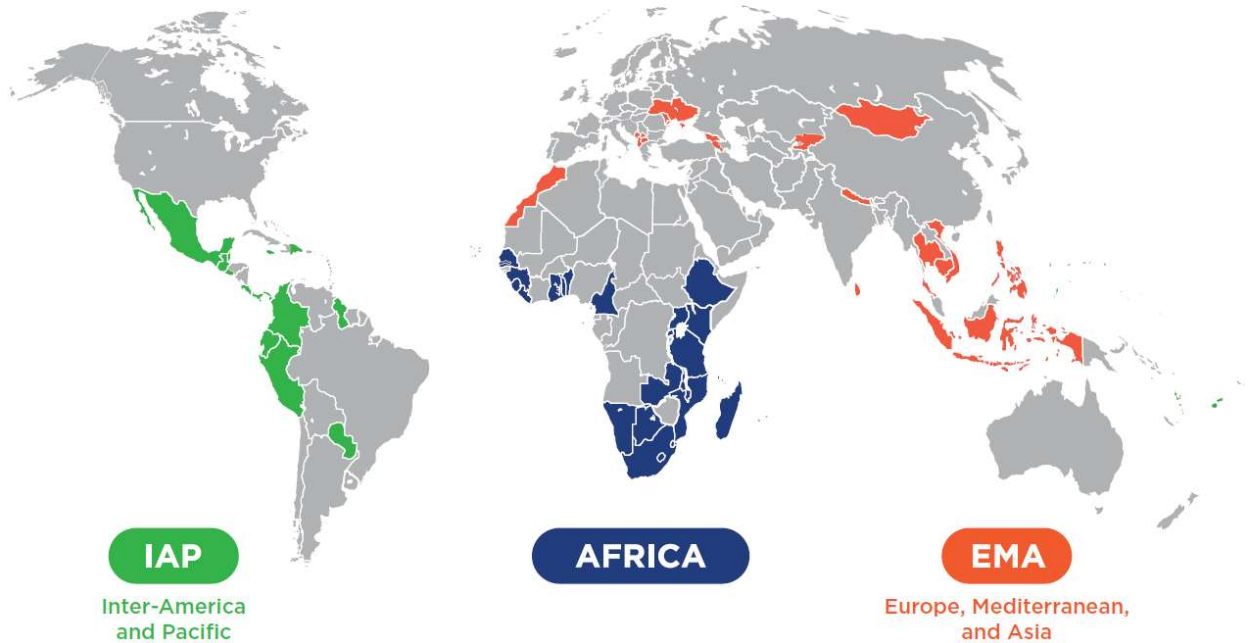 IAP
Inter-America
and Pacific
AFRICA
EMA
Europe, Mediterranean,
and Asia